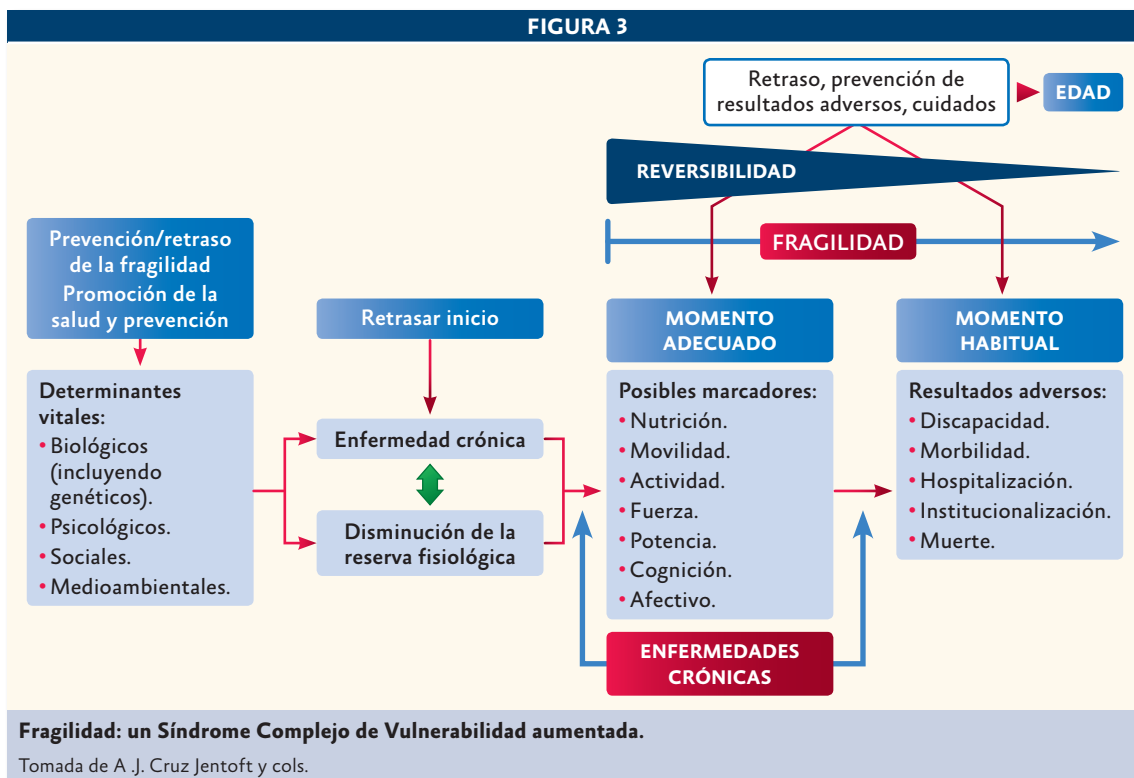 FIGURA 3
Retraso, prevención de
resultados adversos, cuidados
EDAD
REVERSIBILIDAD
FRAGILIDAD
Prevención/retraso
de la fragilidad
Promoción de la
salud y prevención
Retrasar inicio
MOMENTO
ADECUADO
MOMENTO
HABITUAL
Determinantes
vitales:
• Biológicos
(incluyendo
genéticos).
• Psicológicos.
• Sociales.
• Medioambientales.
Enfermedad crónica
Disminución de la
reserva fisiológica
Posibles marcadores:
• Nutrición.
• Movilidad.
• Actividad.
• Fuerza.
• Potencia.
• Cognición.
• Afectivo.
Resultados adversos:
• Discapacidad.
• Morbilidad.
• Hospitalización.
• Institucionalización.
• Muerte.
ENFERMEDADES
CRÓNICAS
Fragilidad: un Síndrome Complejo de Vulnerabilidad aumentada.
Tomada de A .J. Cruz Jentoft y cols.